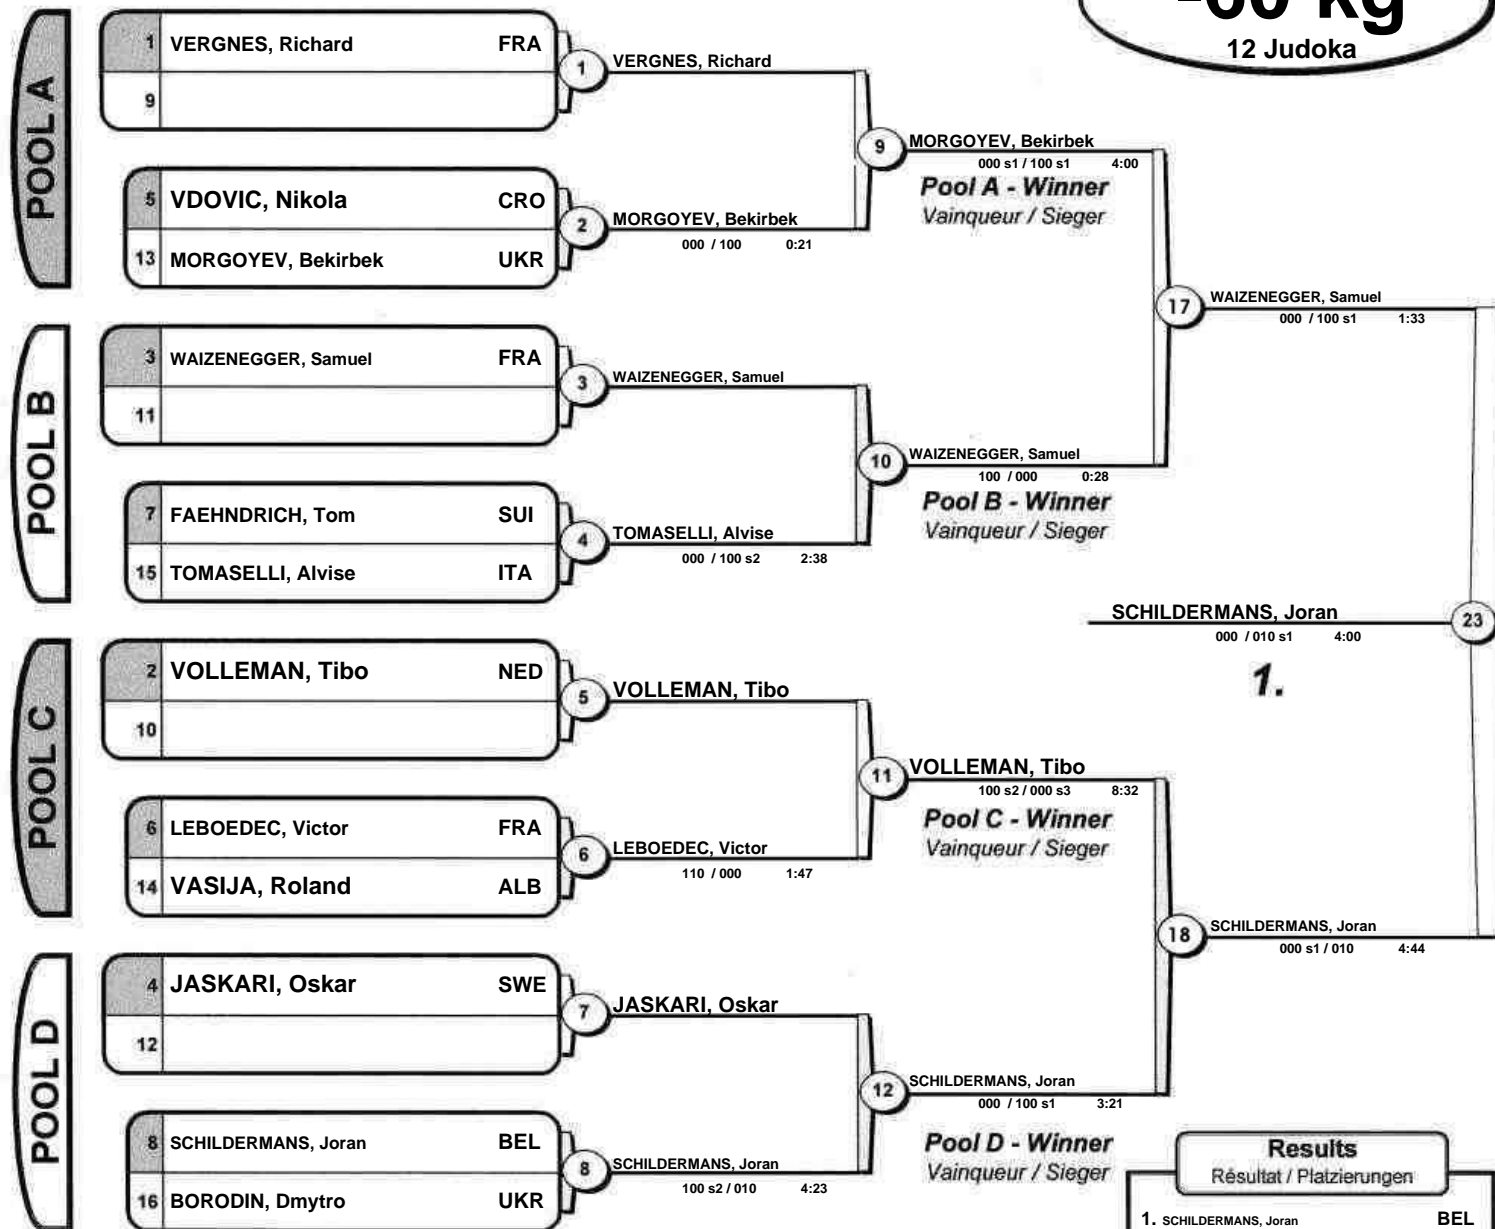 -60 kg
12 Judoka
POOL A
1 VERGNES, Richard FRA
9
1 VERGNES, Richard
5 VDOVIC, Nikola CRO
13 MORGOYEV, Bekirbek UKR
2 MORGOYEV, Bekirbek
000 / 100 0:21
9 MORGOYEV, Bekirbek
000 s1 / 100 s1 4:00
Pool A - Winner
Vainqueur / Sieger
POOL B
3 WAIZENEGGER, Samuel FRA
11
3 WAIZENEGGER, Samuel
7 FAEHNDRICH, Tom SUI
15 TOMASELLI, Alvise ITA
4 TOMASELLI, Alvise
000 / 100 s2 2:38
10 WAIZENEGGER, Samuel
100 / 000 0:28
Pool B - Winner
Vainqueur / Sieger
17 WAIZENEGGER, Samuel
000 / 100 s1 1:33
SCHILDERMANS, Joran 23
000 / 010 s1 4:00
1.
POOL C
2 VOLLEMAN, Tibo NED
10
5 VOLLEMAN, Tibo
6 LEBOEDEC, Victor FRA
14 VASIJA, Roland ALB
6 LEBOEDEC, Victor
110 / 000 1:47
11 VOLLEMAN, Tibo
100 s2 / 000 s3 8:32
Pool C - Winner
Vainqueur / Sieger
18 SCHILDERMANS, Joran
000 s1 / 010 4:44
POOL D
4 JASKARI, Oskar SWE
12
7 JASKARI, Oskar
8 SCHILDERMANS, Joran BEL
16 BORODIN, Dmytro UKR
8 SCHILDERMANS, Joran
100 s2 / 010 4:23
12 SCHILDERMANS, Joran
000 / 100 s1 3:21
Pool D - Winner
Vainqueur / Sieger
Results
Résultat / Platzierungen
1. SCHILDERMANS, Joran BEL